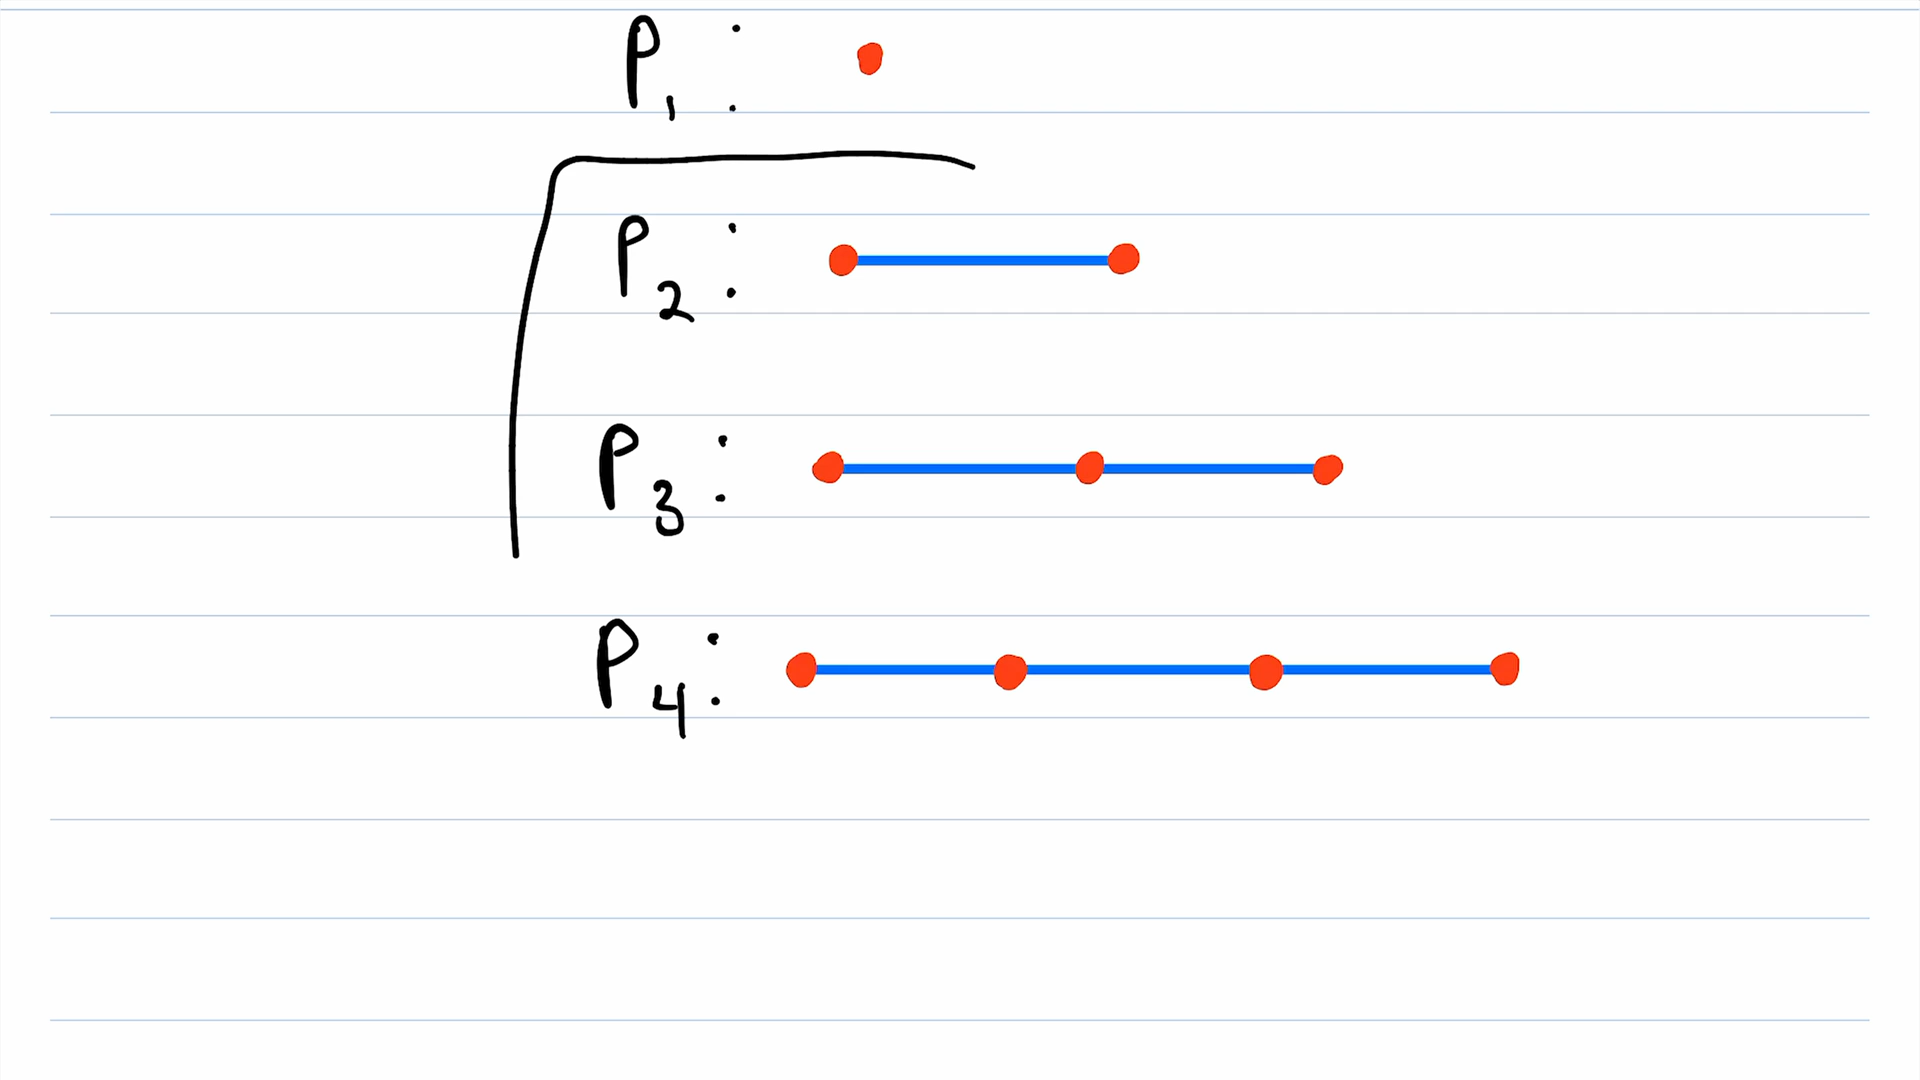 P₁ :
P₂ :
P₃ :
P₄ :